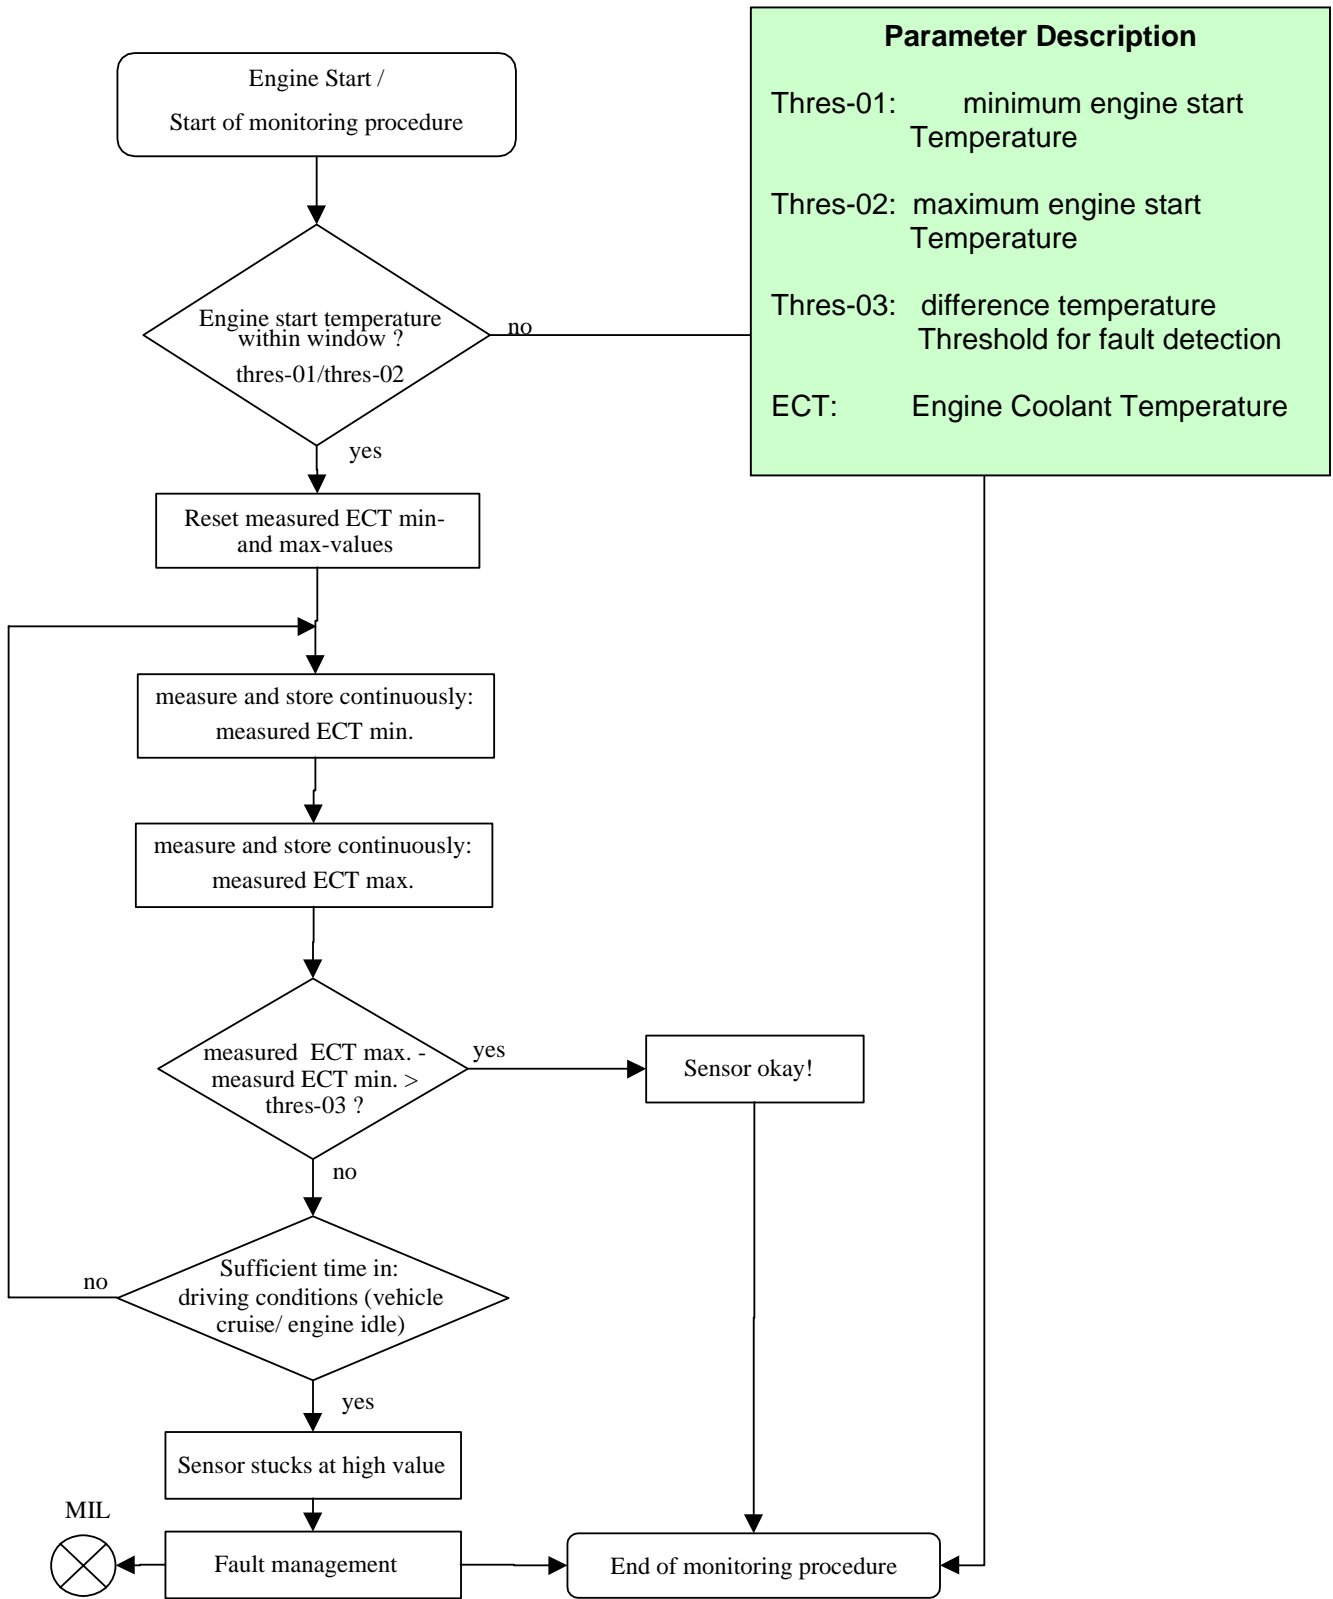 Engine Start /
Start of monitoring procedure
Parameter Description
Thres-01: minimum engine start
Temperature
Thres-02: maximum engine start
Temperature
Thres-03: difference temperature
Threshold for fault detection
ECT: Engine Coolant Temperature
Engine start temperature
within window ?
thres-01/thres-02
no
yes
Reset measured ECT min-
and max-values
measure and store continuously:
measured ECT min.
measure and store continuously:
measured ECT max.
measured ECT max. -
measurd ECT min. >
thres-03 ?
yes
Sensor okay!
no
Sufficient time in:
driving conditions (vehicle
cruise/ engine idle)
no
yes
Sensor stucks at high value
MIL
Fault management
End of monitoring procedure